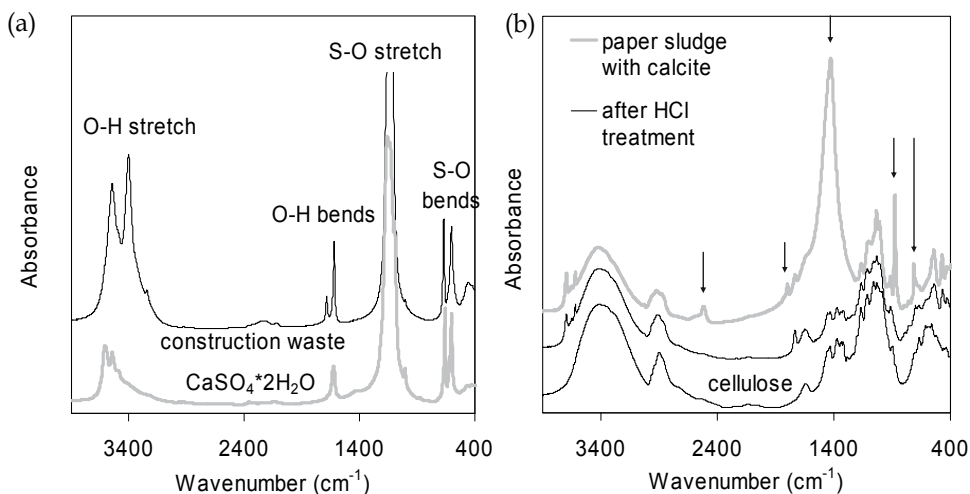 (a)
S-O stretch
O-H stretch
S-O
bends
O-H bends
construction waste
CaSO4*2H2O
Absorbance
3400 2400 1400 400
Wavenumber (cm-1)
(b)
paper sludge
with calcite
after HCl
treatment
cellulose
Absorbance
3400 2400 1400 400
Wavenumber (cm-1)